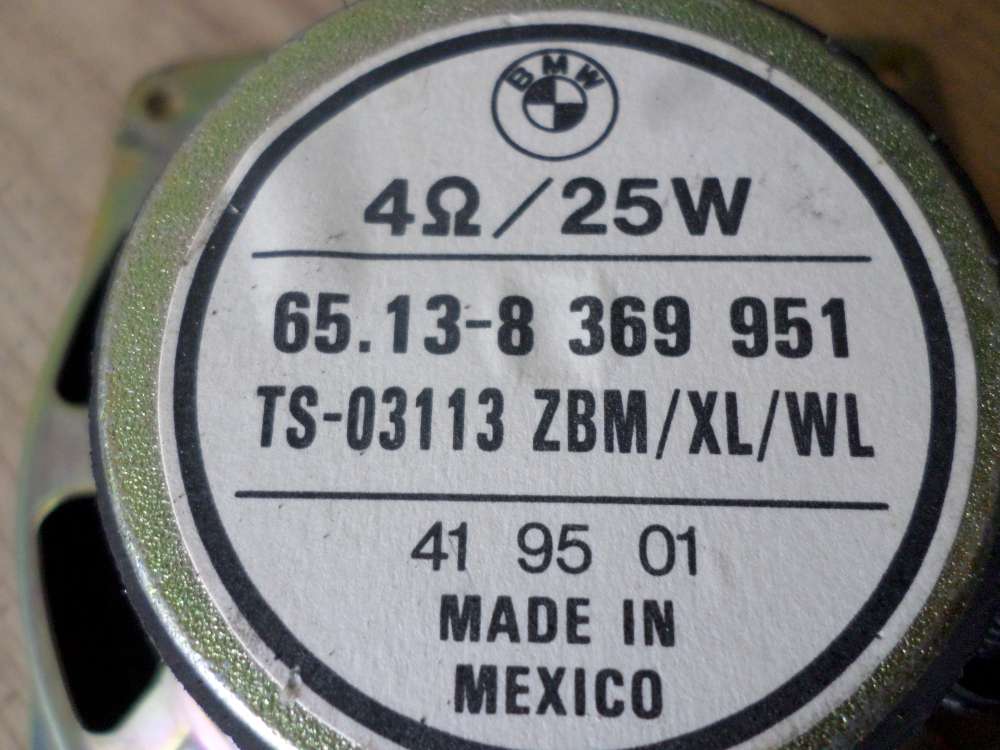 BMW
4Ω/25W
65.13-8 369 951
TS-03113 ZBM/XL/WL
41 95 01
MADE IN
MEXICO